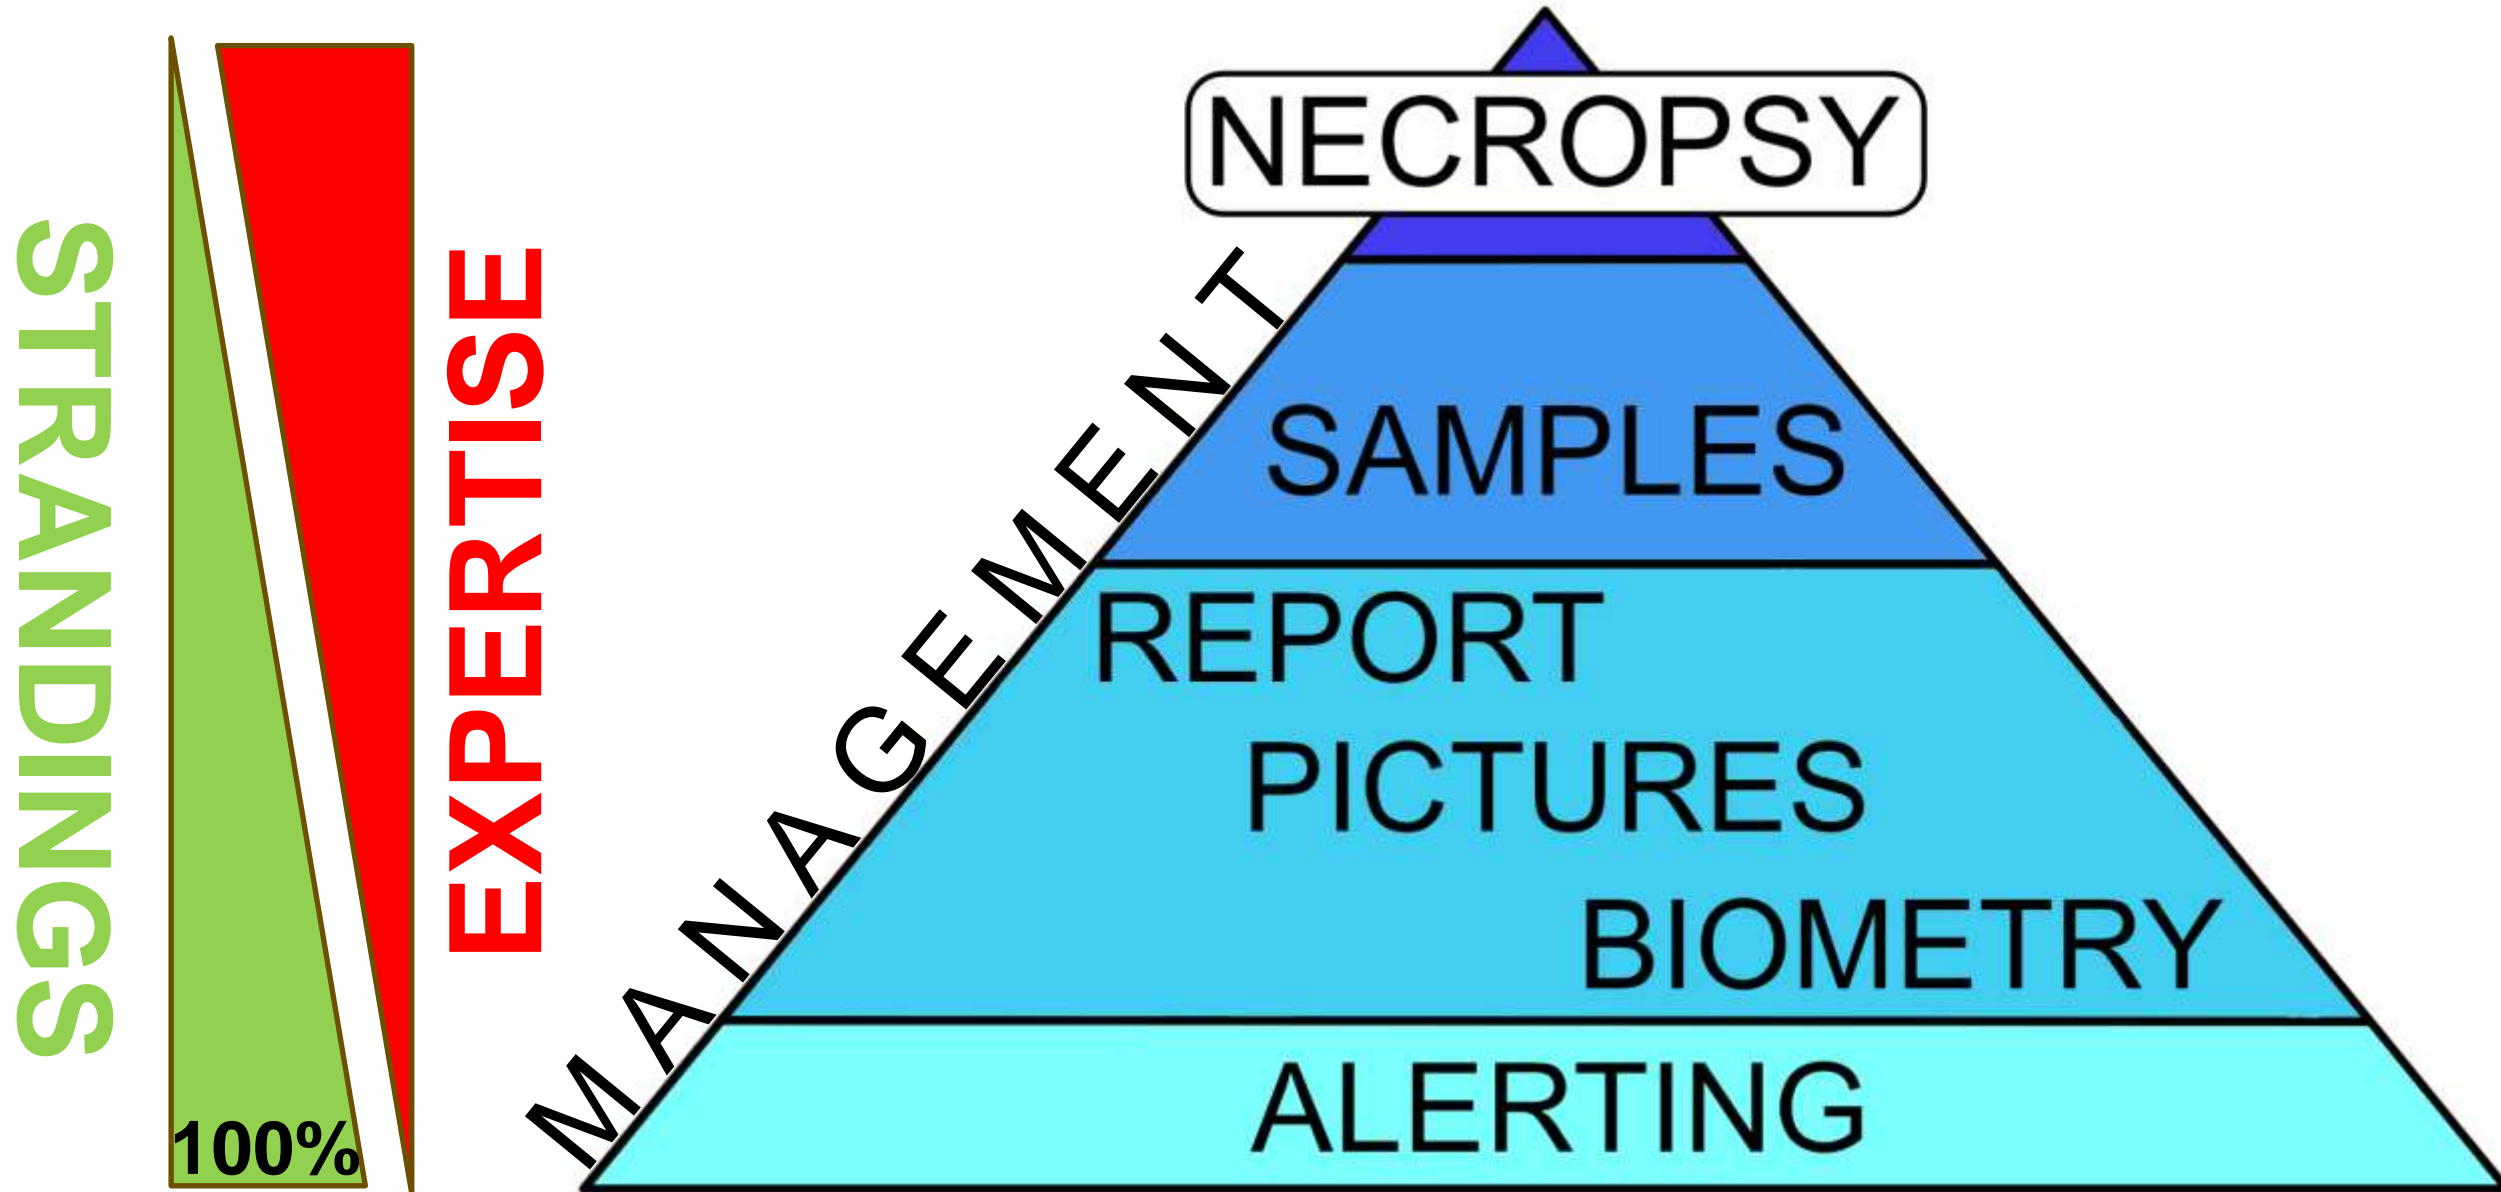 STRANDINGS
100%
EXPERTISE
MANAGEMENT
NECROPSY
SAMPLES
REPORT
PICTURES
BIOMETRY
ALERTING